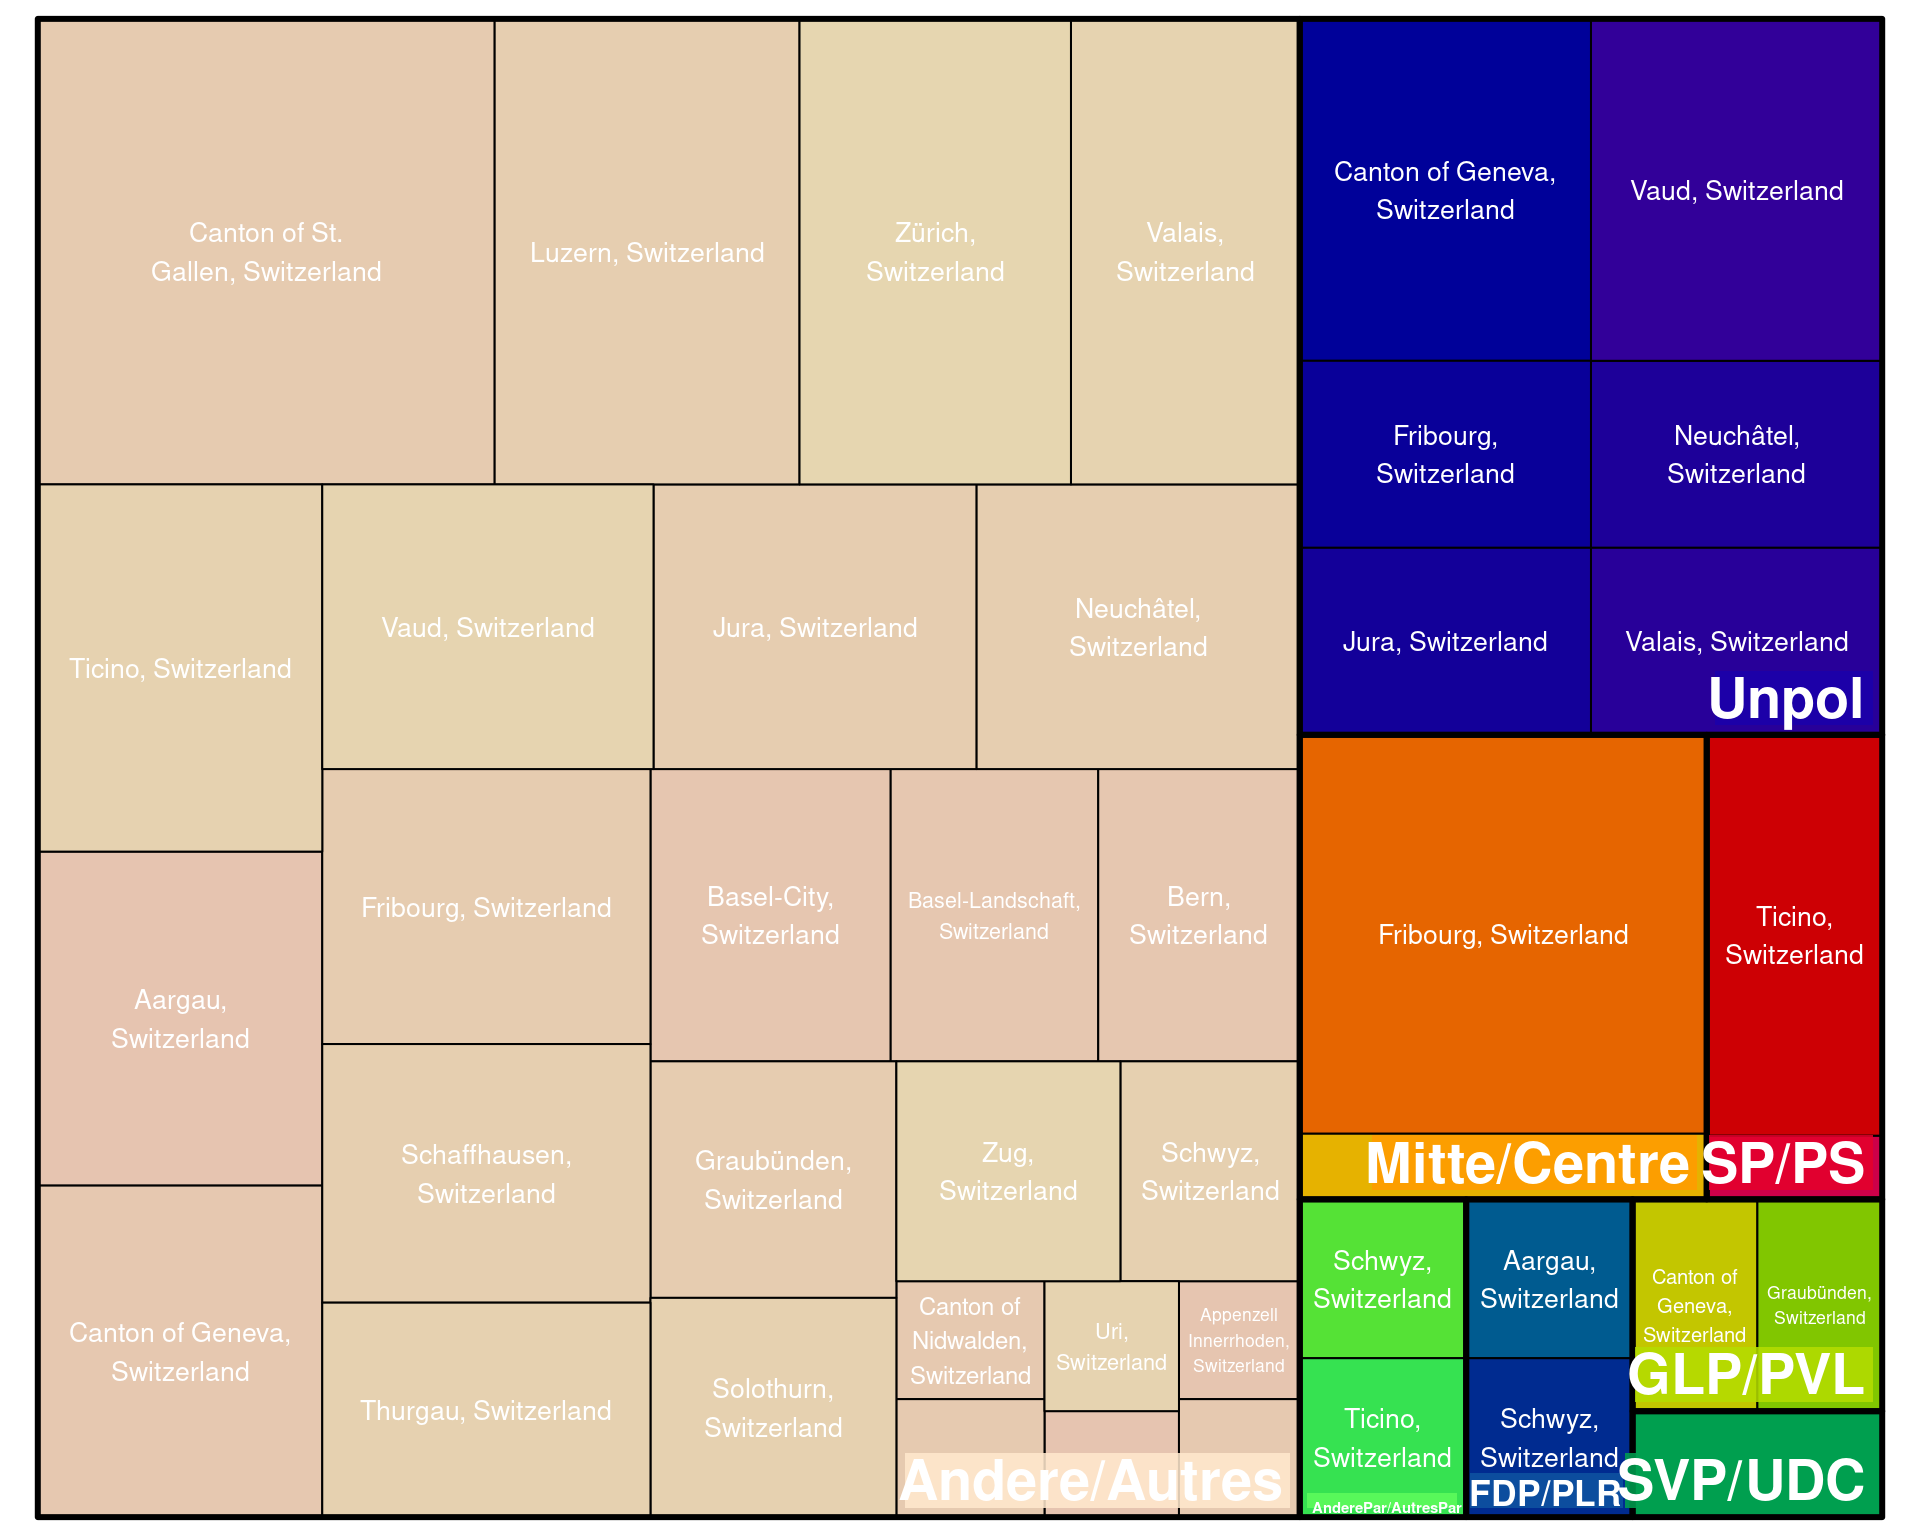 Canton of St.
Gallen, Switzerland
Luzern, Switzerland
Zürich,
Switzerland
Valais,
Switzerland
Ticino, Switzerland
Vaud, Switzerland
Jura, Switzerland
Neuchâtel,
Switzerland
Aargau,
Switzerland
Fribourg, Switzerland
Basel-City,
Switzerland
Basel-Landschaft,
Switzerland
Bern,
Switzerland
Canton of Geneva,
Switzerland
Schaffhausen,
Switzerland
Graubünden,
Switzerland
Zug,
Switzerland
Schwyz,
Switzerland
Thurgau, Switzerland
Solothurn,
Switzerland
Canton of
Nidwalden,
Switzerland
Uri,
Switzerland
Appenzell
Innerrhoden,
Switzerland
Andere/Autres
Canton of Geneva,
Switzerland
Vaud, Switzerland
Fribourg,
Switzerland
Neuchâtel,
Switzerland
Jura, Switzerland
Valais, Switzerland
Unpol
Fribourg, Switzerland
Mitte/Centre
Ticino,
Switzerland
SP/PS
Schwyz,
Switzerland
Ticino,
Switzerland
AnderePar/AutresPar
Aargau,
Switzerland
Schwyz,
Switzerland
FDP/PLR
Canton of
Geneva,
Switzerland
Graubünden,
Switzerland
GLP/PVL
SVP/UDC